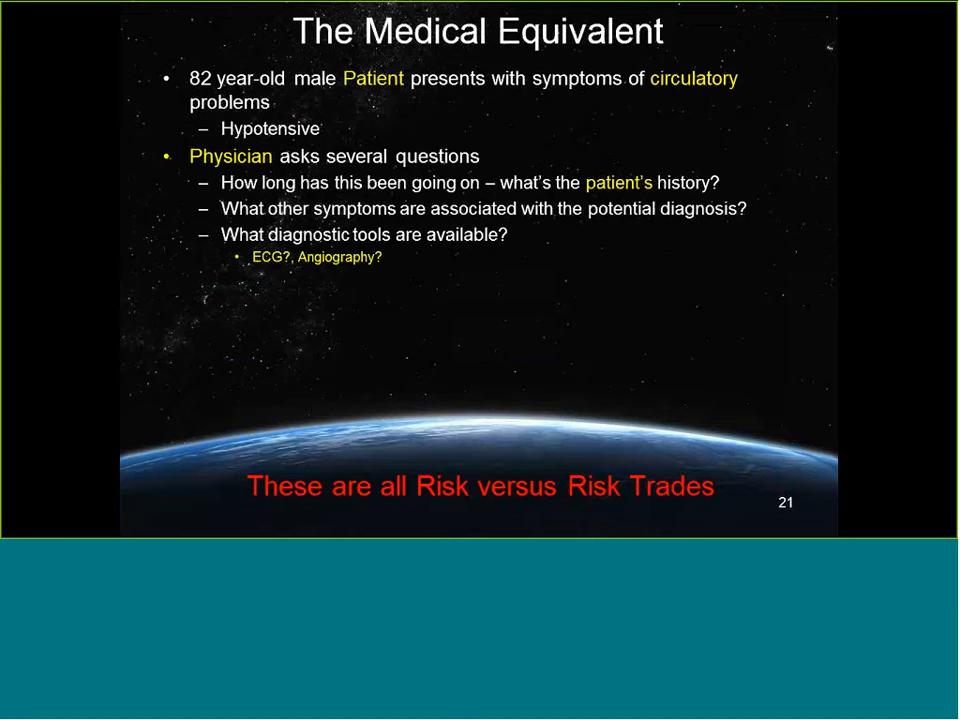 The Medical Equivalent
• 82 year-old male Patient presents with symptoms of circulatory
problems
– Hypotensive
• Physician asks several questions
– How long has this been going on – what's the patient's history?
– What other symptoms are associated with the potential diagnosis?
– What diagnostic tools are available?
• ECG?, Angiography?
These are all Risk versus Risk Trades
21